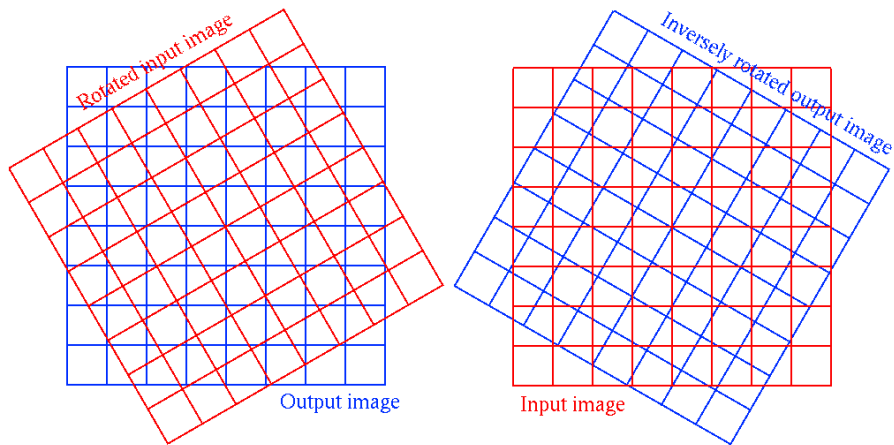 Rotated input image
Output image
Inversely rotated output image
Input image